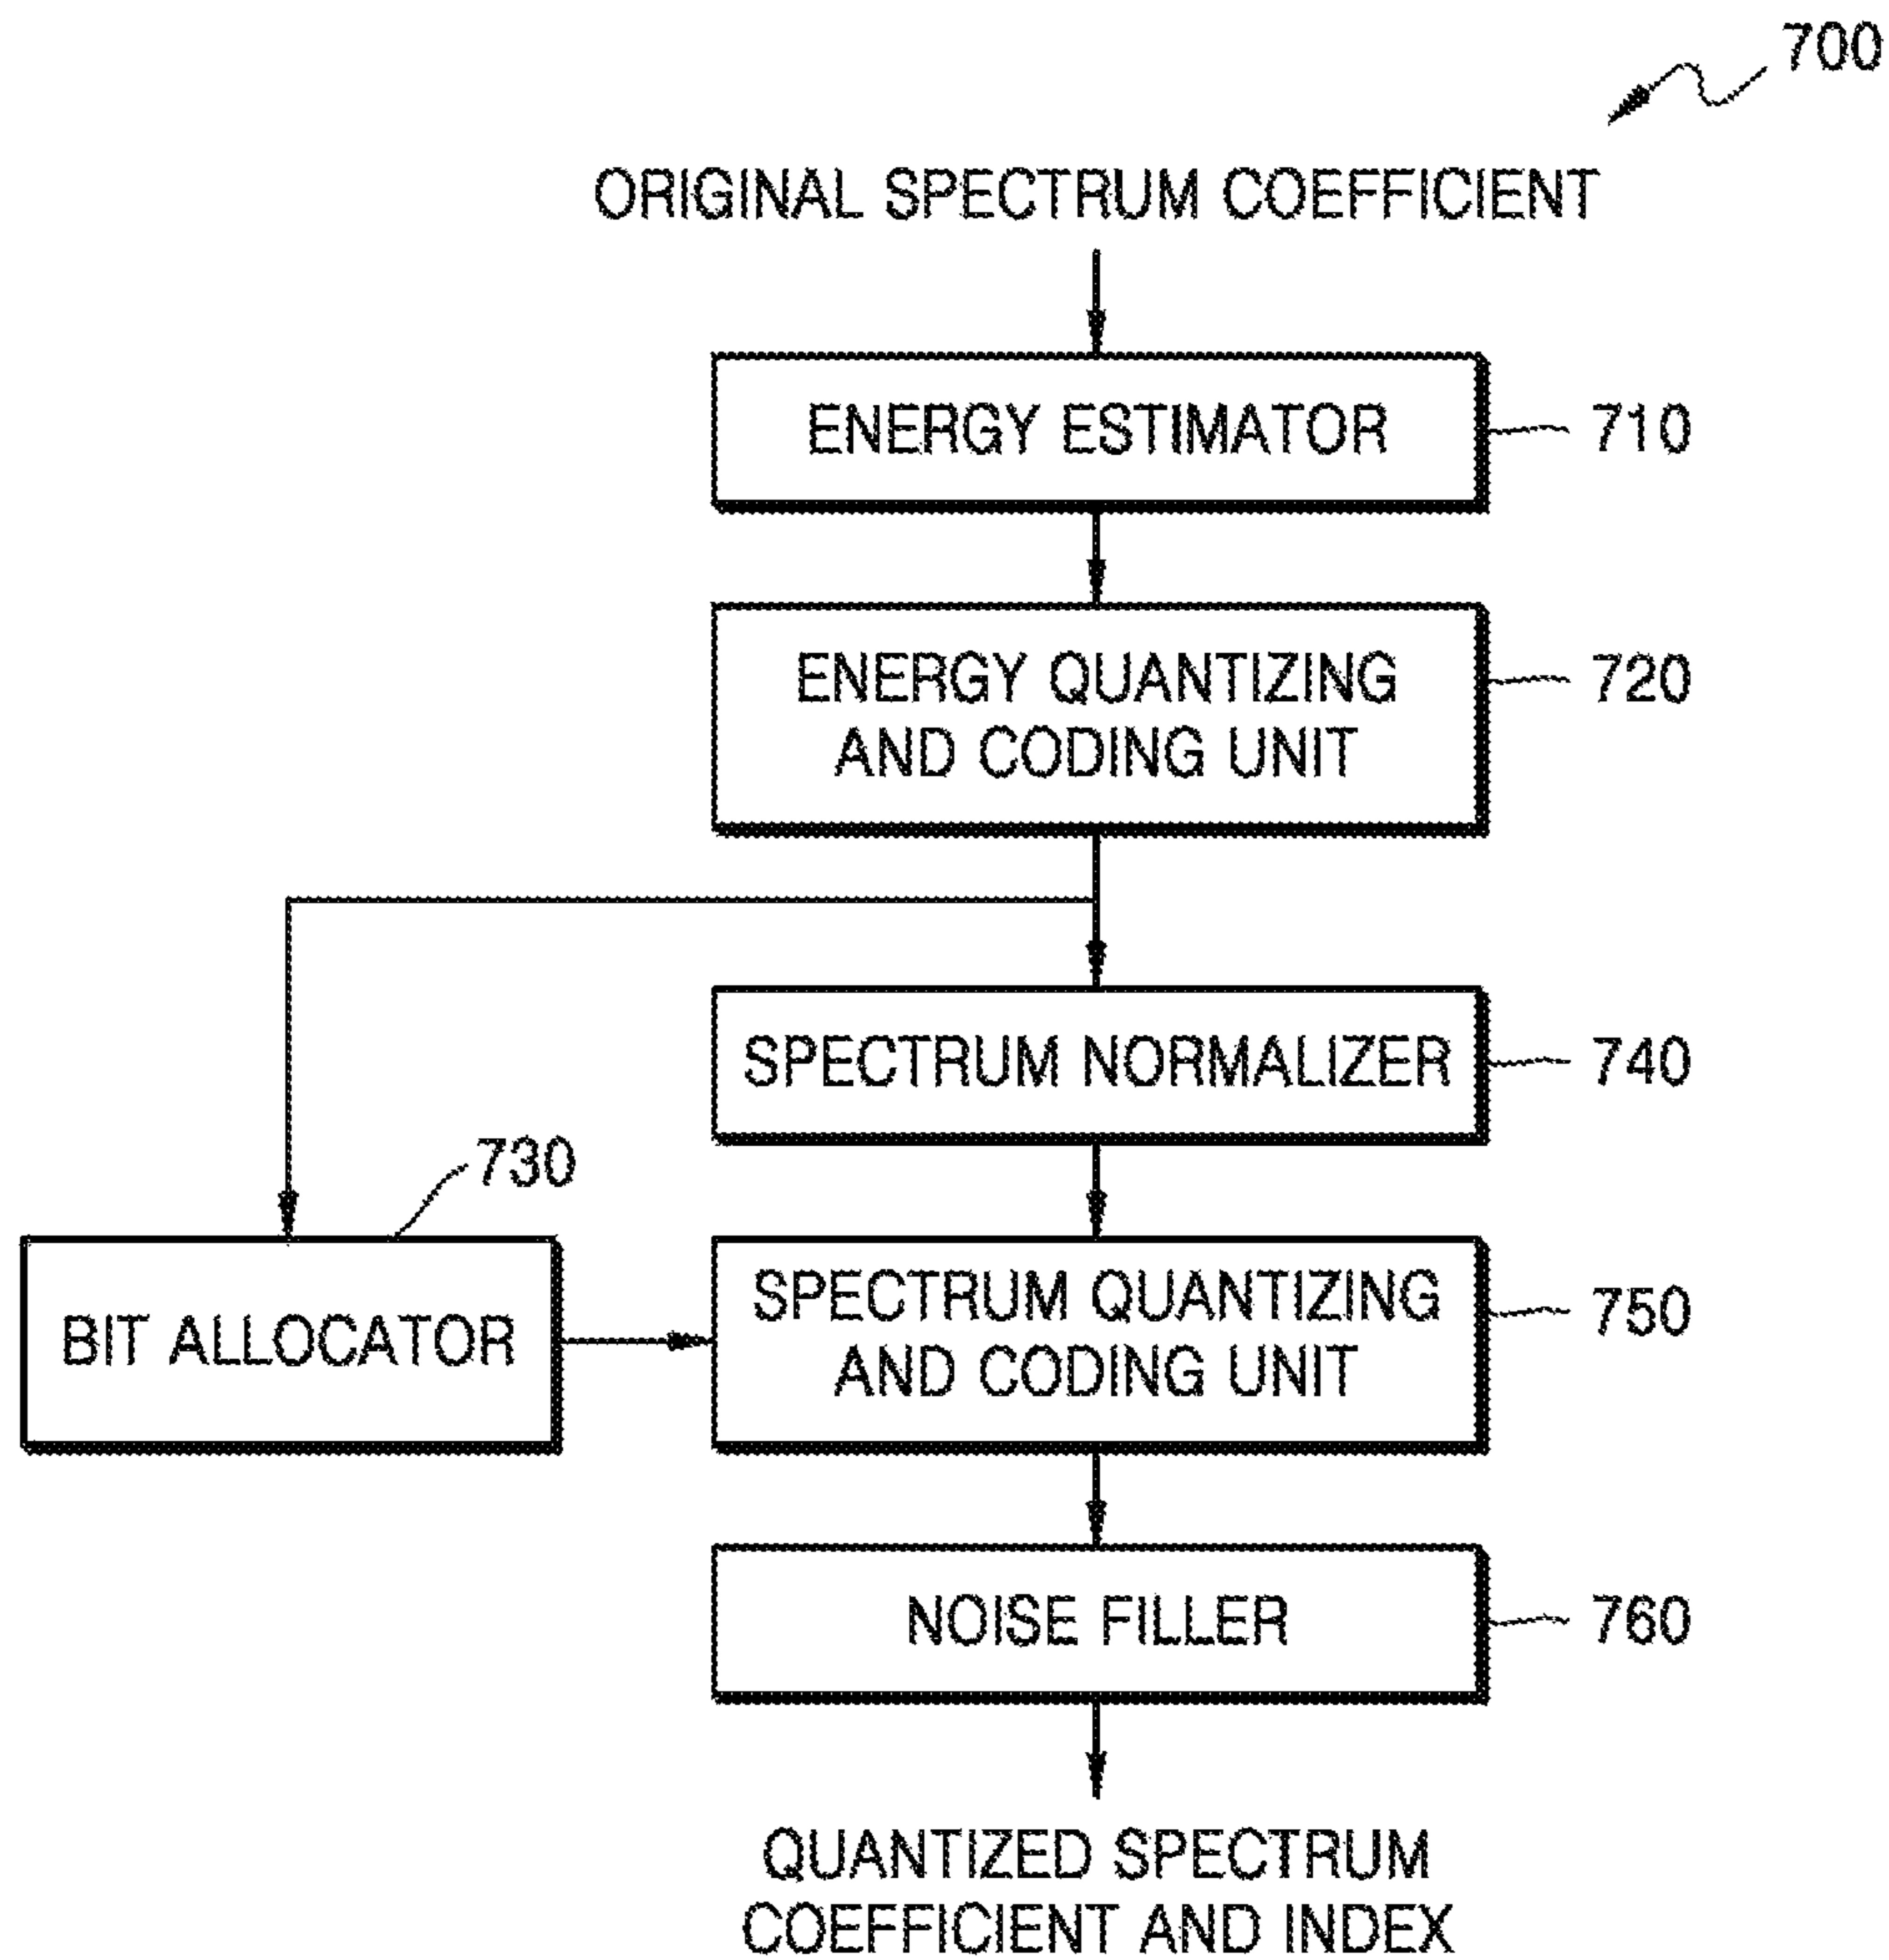 700
ORIGINAL SPECTRUM COEFFICIENT
ENERGY ESTIMATOR
710
ENERGY QUANTIZING
AND CODING UNIT
720
SPECTRUM NORMALIZER
740
730
BIT ALLOCATOR
SPECTRUM QUANTIZING
AND CODING UNIT
750
NOISE FILLER
760
QUANTIZED SPECTRUM
COEFFICIENT AND INDEX